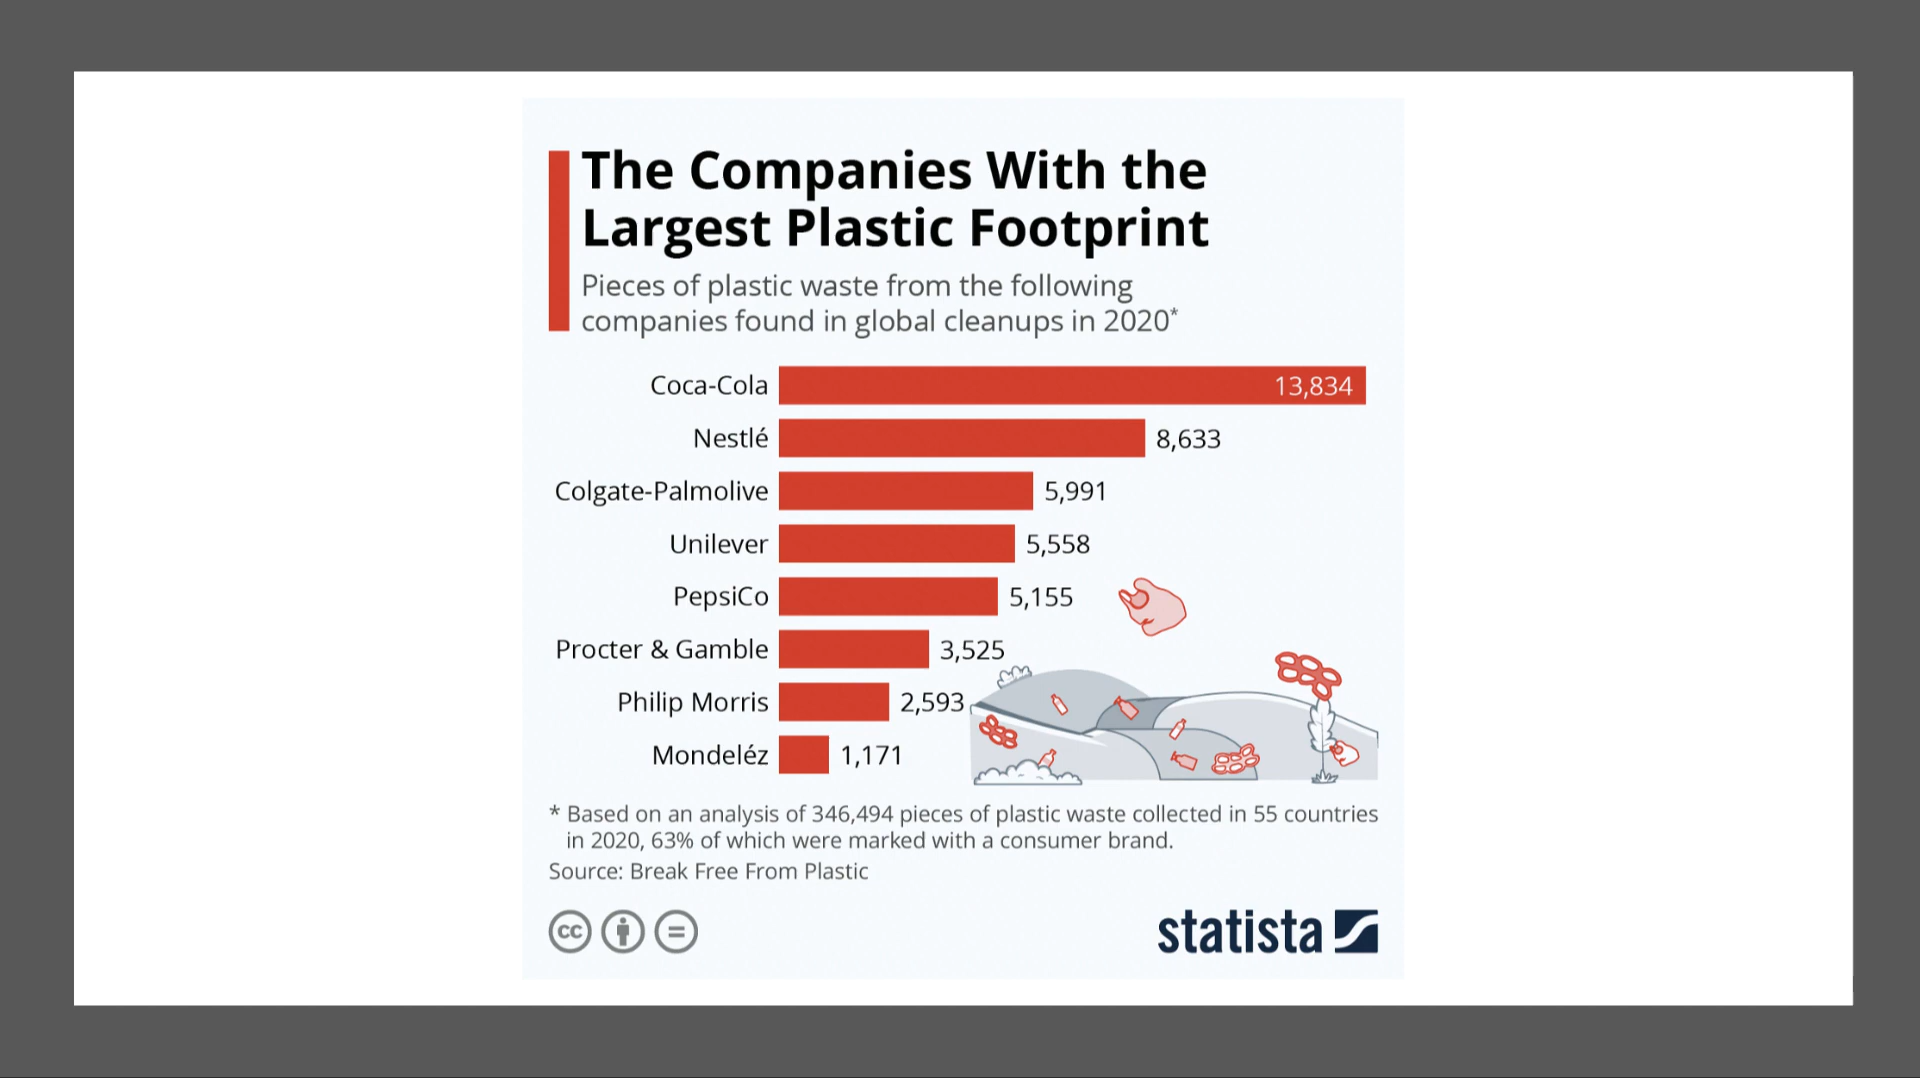 The Companies With the
Largest Plastic Footprint
Pieces of plastic waste from the following
companies found in global cleanups in 2020*
Coca-Cola 13,834
Nestlé 8,633
Colgate-Palmolive 5,991
Unilever 5,558
PepsiCo 5,155
Procter & Gamble 3,525
Philip Morris 2,593
Mondeléz 1,171
* Based on an analysis of 346,494 pieces of plastic waste collected in 55 countries
in 2020, 63% of which were marked with a consumer brand.
Source: Break Free From Plastic
cc =
statista